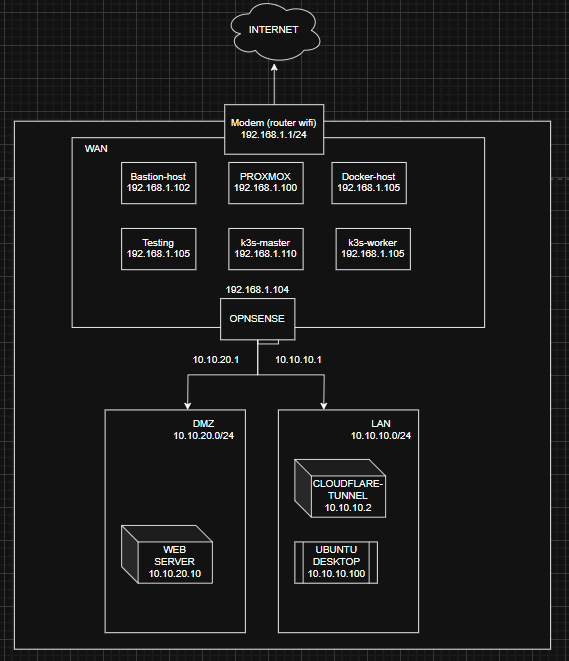 INTERNET
Modem (router wifi)
192.168.1.1/24
WAN
Bastion-host
192.168.1.102
PROXMOX
192.168.1.100
Docker-host
192.168.1.105
Testing
192.168.1.105
k3s-master
192.168.1.110
k3s-worker
192.168.1.105
192.168.1.104
OPNSENSE
10.10.20.1
10.10.10.1
DMZ
10.10.20.0/24
LAN
10.10.10.0/24
CLOUDFLARE-
TUNNEL
10.10.10.2
WEB
SERVER
10.10.20.10
UBUNTU
DESKTOP
10.10.10.100